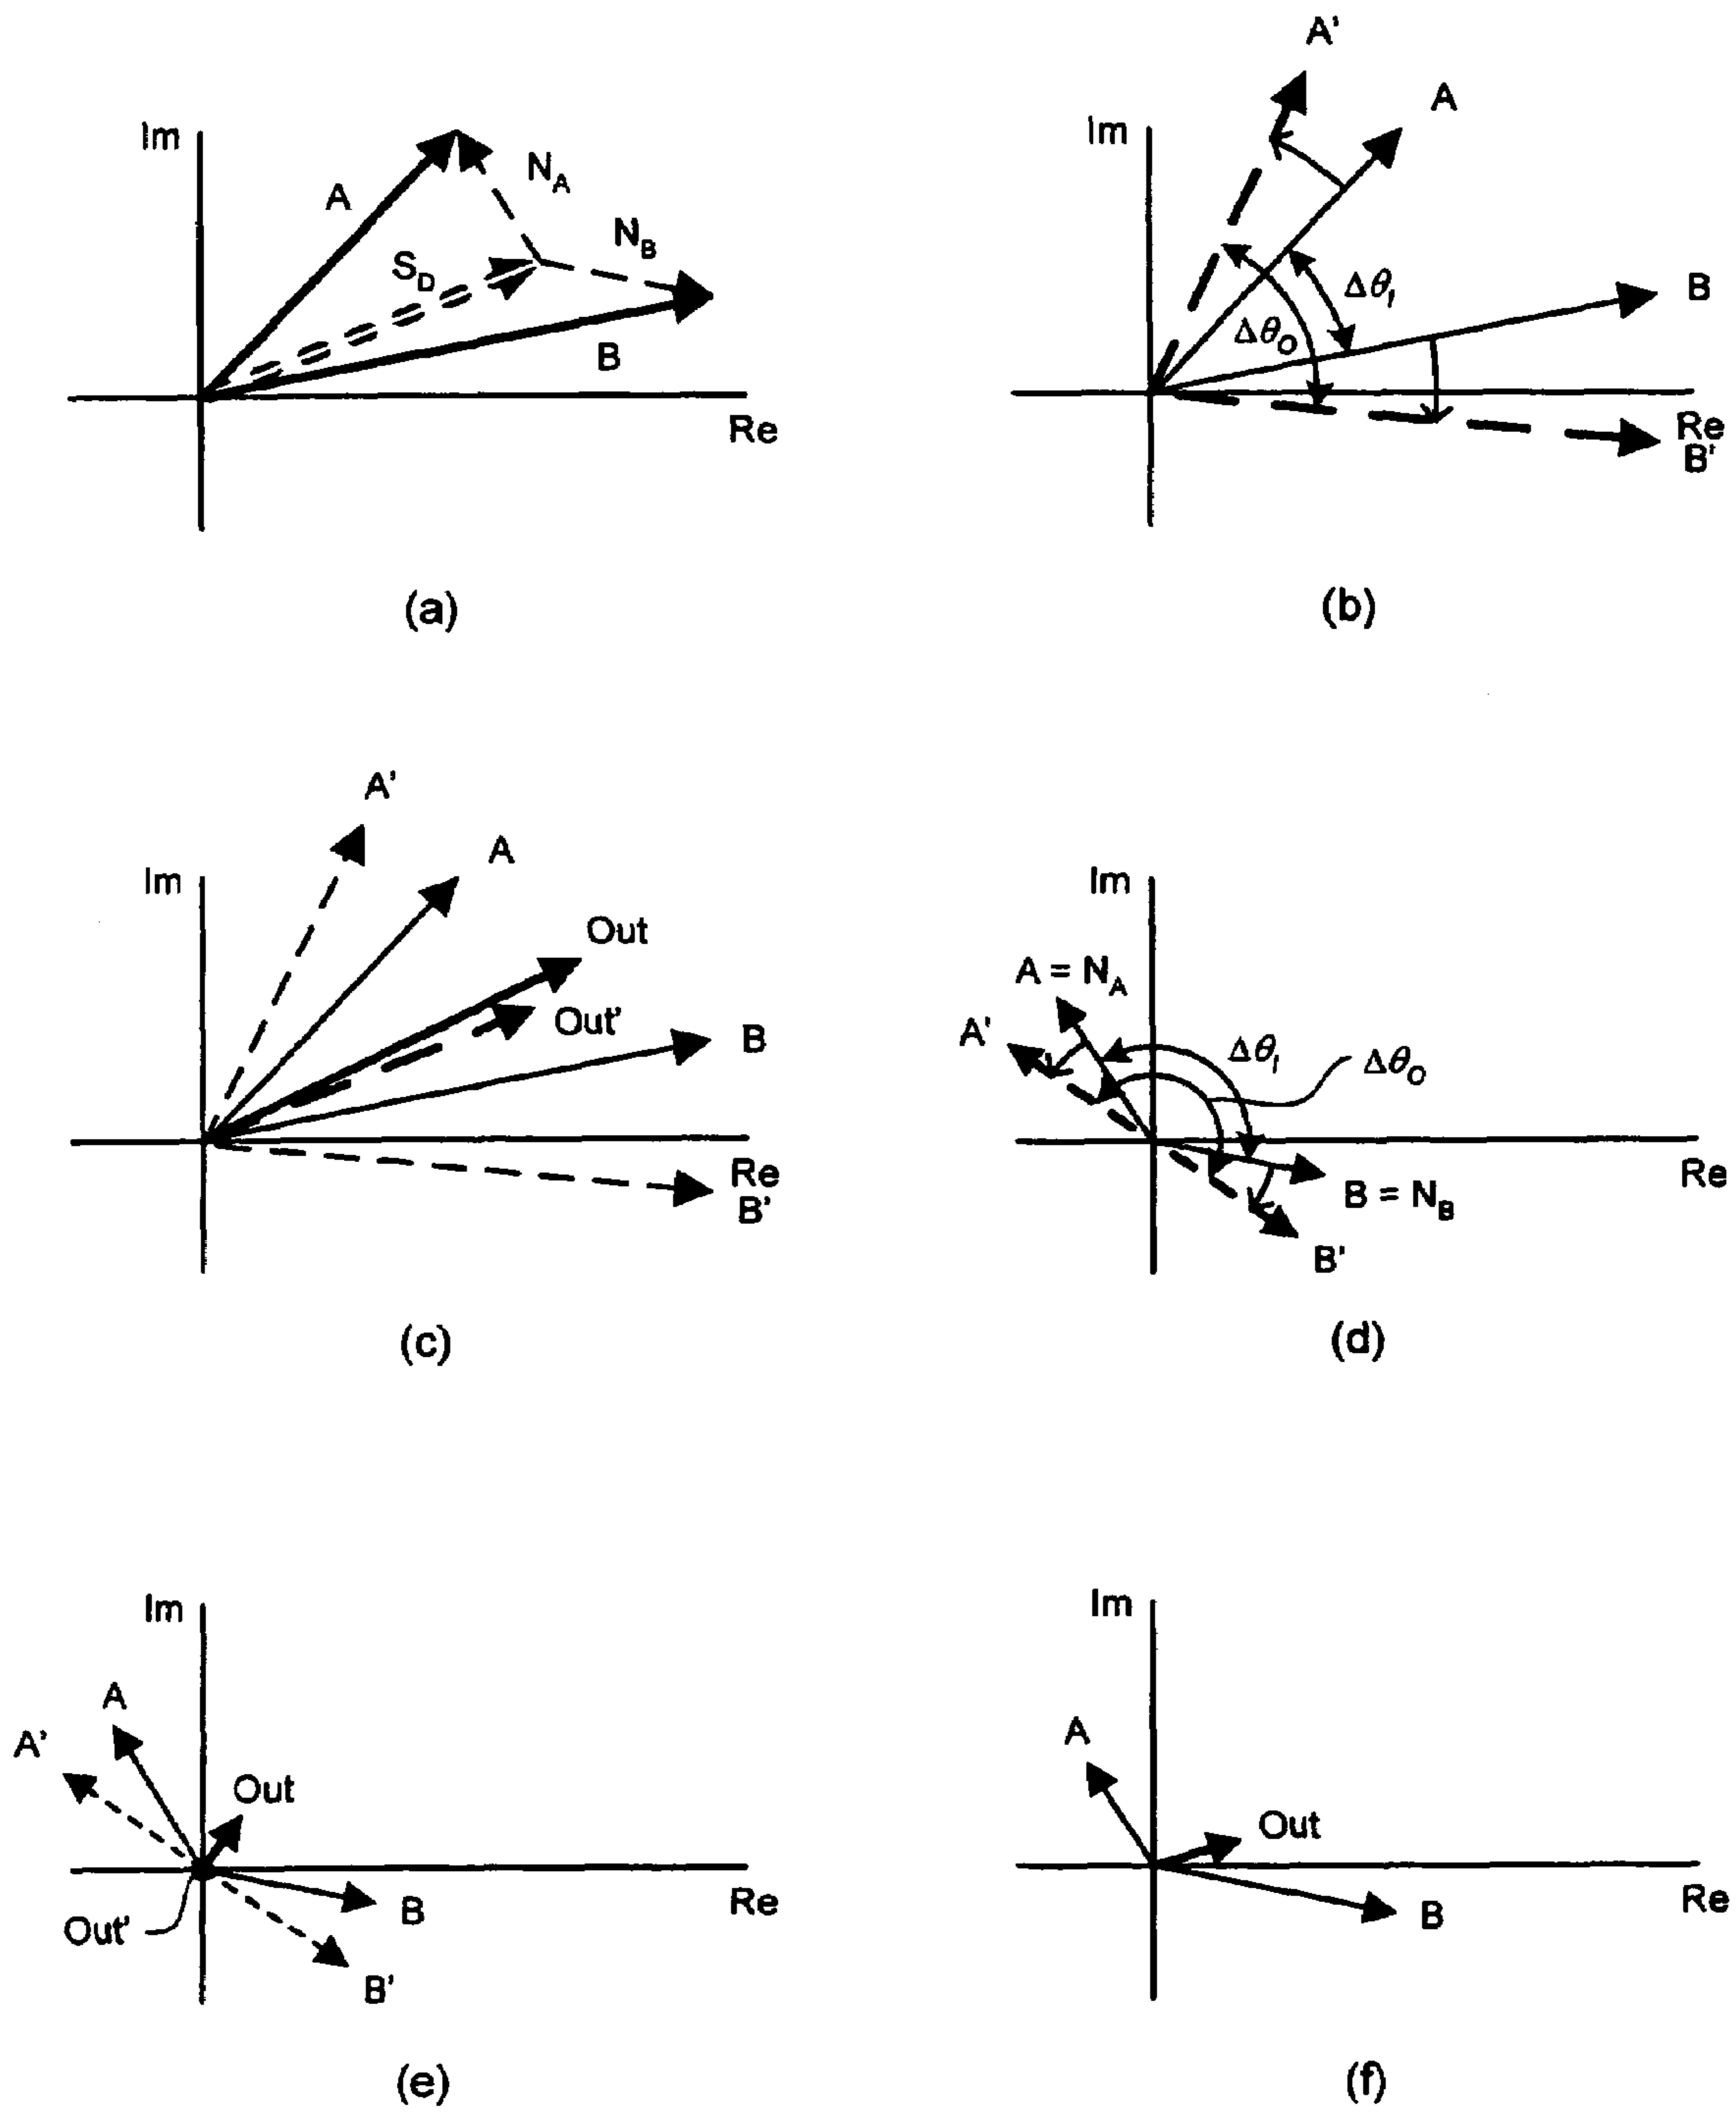 Im
A
N_A
N_B
S_D
B
Re
(a)
A'
A
Im
Δθ_I
B
Δθ_O
Re
B'
(b)
A'
A
Im
Out
Out'
B
Re
B'
(c)
Im
A = N_A
A'
Δθ_I
Δθ_O
Re
B = N_B
B'
(d)
Im
A
A'
Out
Re
B
Out'
B'
(e)
Im
A
Out
Re
B
(f)